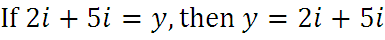 If 2𝑖 + 5𝑖 = 𝑦, then 𝑦 = 2𝑖 + 5𝑖